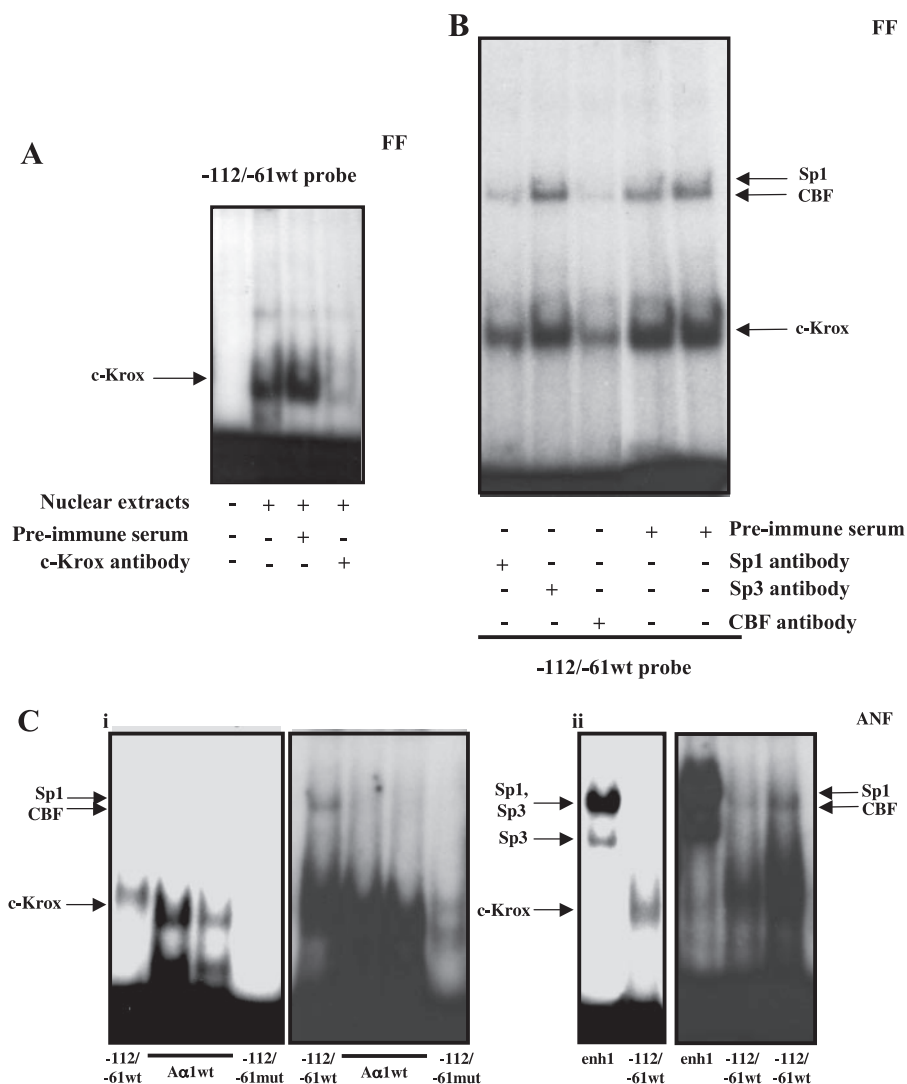 A
FF
-112/-61wt probe
c-Krox
Nuclear extracts - + + +
Pre-immune serum - - + -
c-Krox antibody - - - +
B
FF
Sp1
CBF
c-Krox
- - - + + Pre-immune serum
+ - - - - Sp1 antibody
- + - - - Sp3 antibody
- - + - - CBF antibody
-112/-61wt probe
C
i
Sp1
CBF
c-Krox
-112/
-61wt
Aα1wt
-112/
-61mut
-112/
-61wt
Aα1wt
-112/
-61mut
ii
ANF
Sp1,
Sp3
Sp3
c-Krox
Sp1
CBF
enh1
-112/
-61wt
enh1
-112/
-61wt
-112/
-61wt